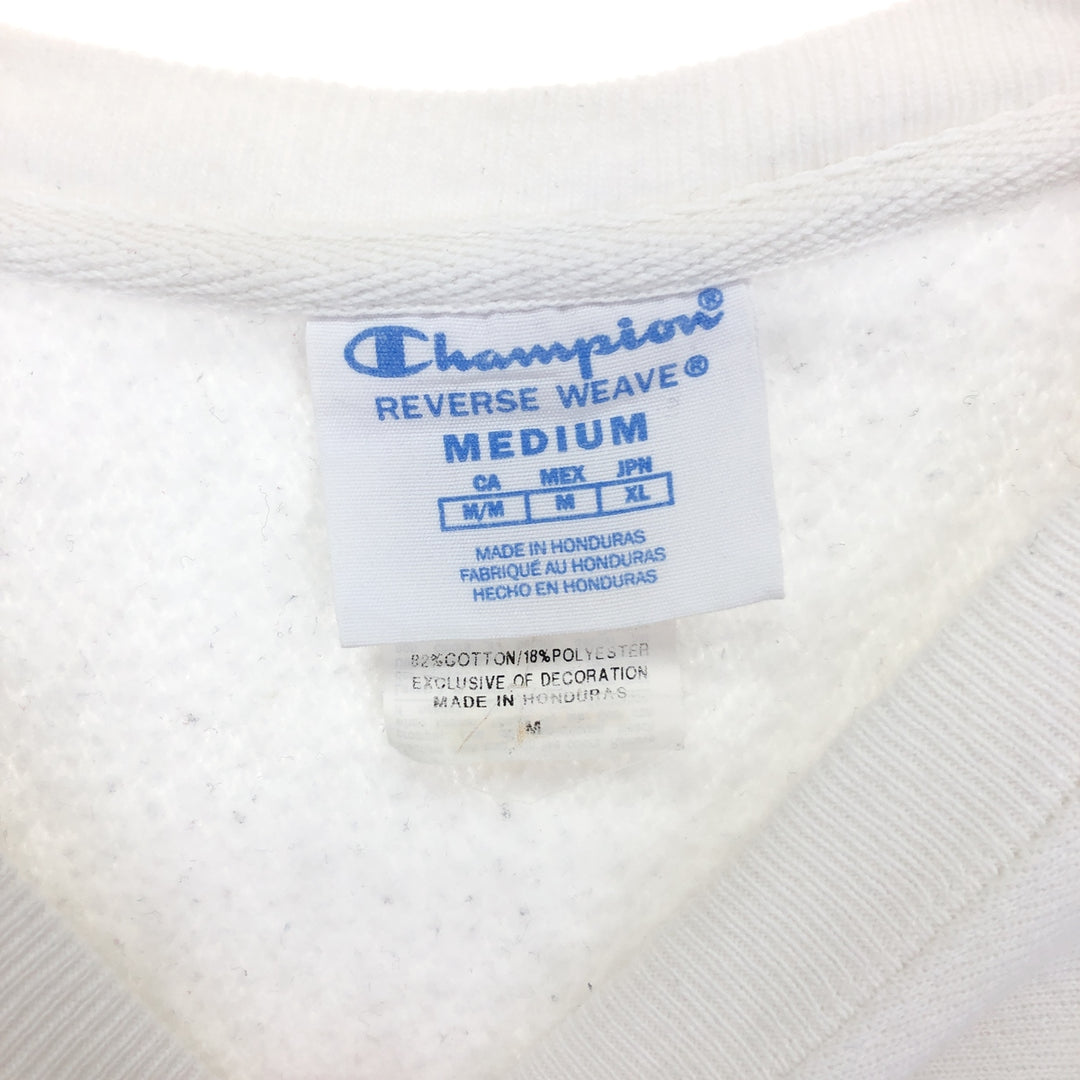 Champion®
REVERSE WEAVE®
MEDIUM
CA MEX JPN
M/M M XL
MADE IN HONDURAS
FABRIQUÉ AU HONDURAS
HECHO EN HONDURAS
82%COTTON/18%POLYESTER
EXCLUSIVE OF DECORATION
MADE IN HONDURAS
M